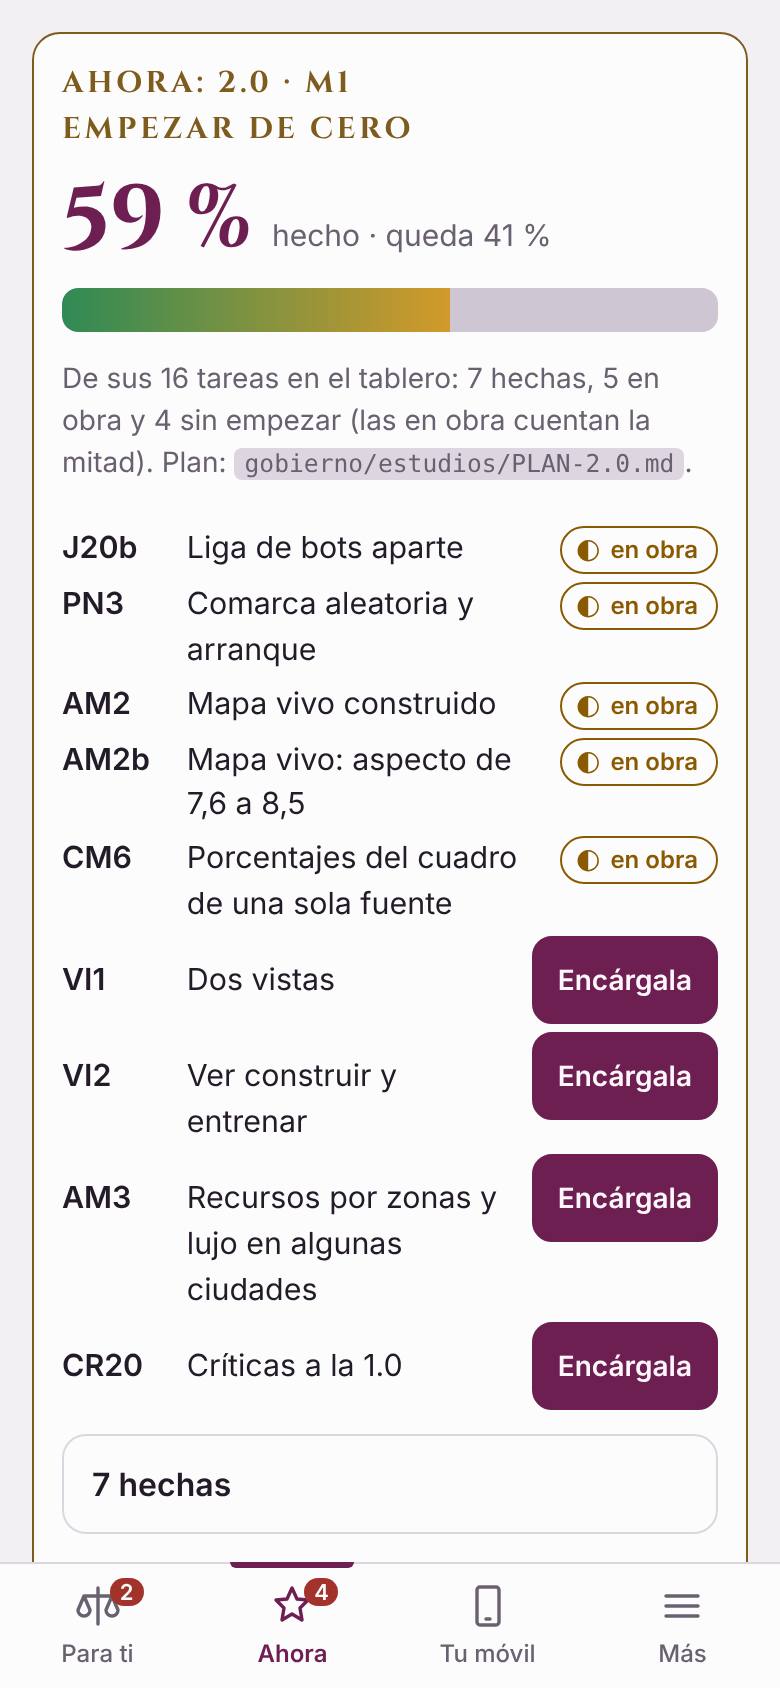 AHORA: 2.0 · M1
EMPEZAR DE CERO
59 % hecho · queda 41 %
De sus 16 tareas en el tablero: 7 hechas, 5 en
obra y 4 sin empezar (las en obra cuentan la
mitad). Plan: gobierno/estudios/PLAN-2.0.md.
J20b Liga de bots aparte en obra
PN3 Comarca aleatoria y en obra
arranque
AM2 Mapa vivo construido en obra
AM2b Mapa vivo: aspecto de en obra
7,6 a 8,5
CM6 Porcentajes del cuadro en obra
de una sola fuente
VI1 Dos vistas Encárgala
VI2 Ver construir y Encárgala
entrenar
AM3 Recursos por zonas y Encárgala
lujo en algunas
ciudades
CR20 Críticas a la 1.0 Encárgala
7 hechas
2 4
Para ti Ahora Tu móvil Más